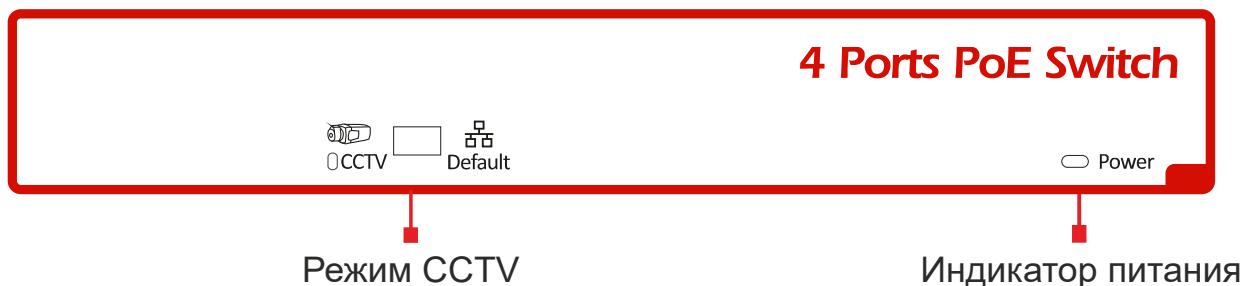 4 Ports PoE Switch
CCTV
Default
Power
Режим CCTV
Индикатор питания